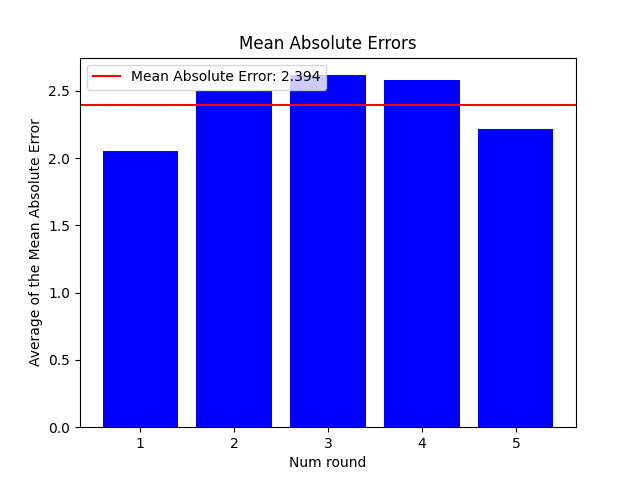 Mean Absolute Errors
Mean Absolute Error: 2.394
2.5
2.0
1.5
1.0
0.5
0.0
Average of the Mean Absolute Error
1 2 3 4 5
Num round